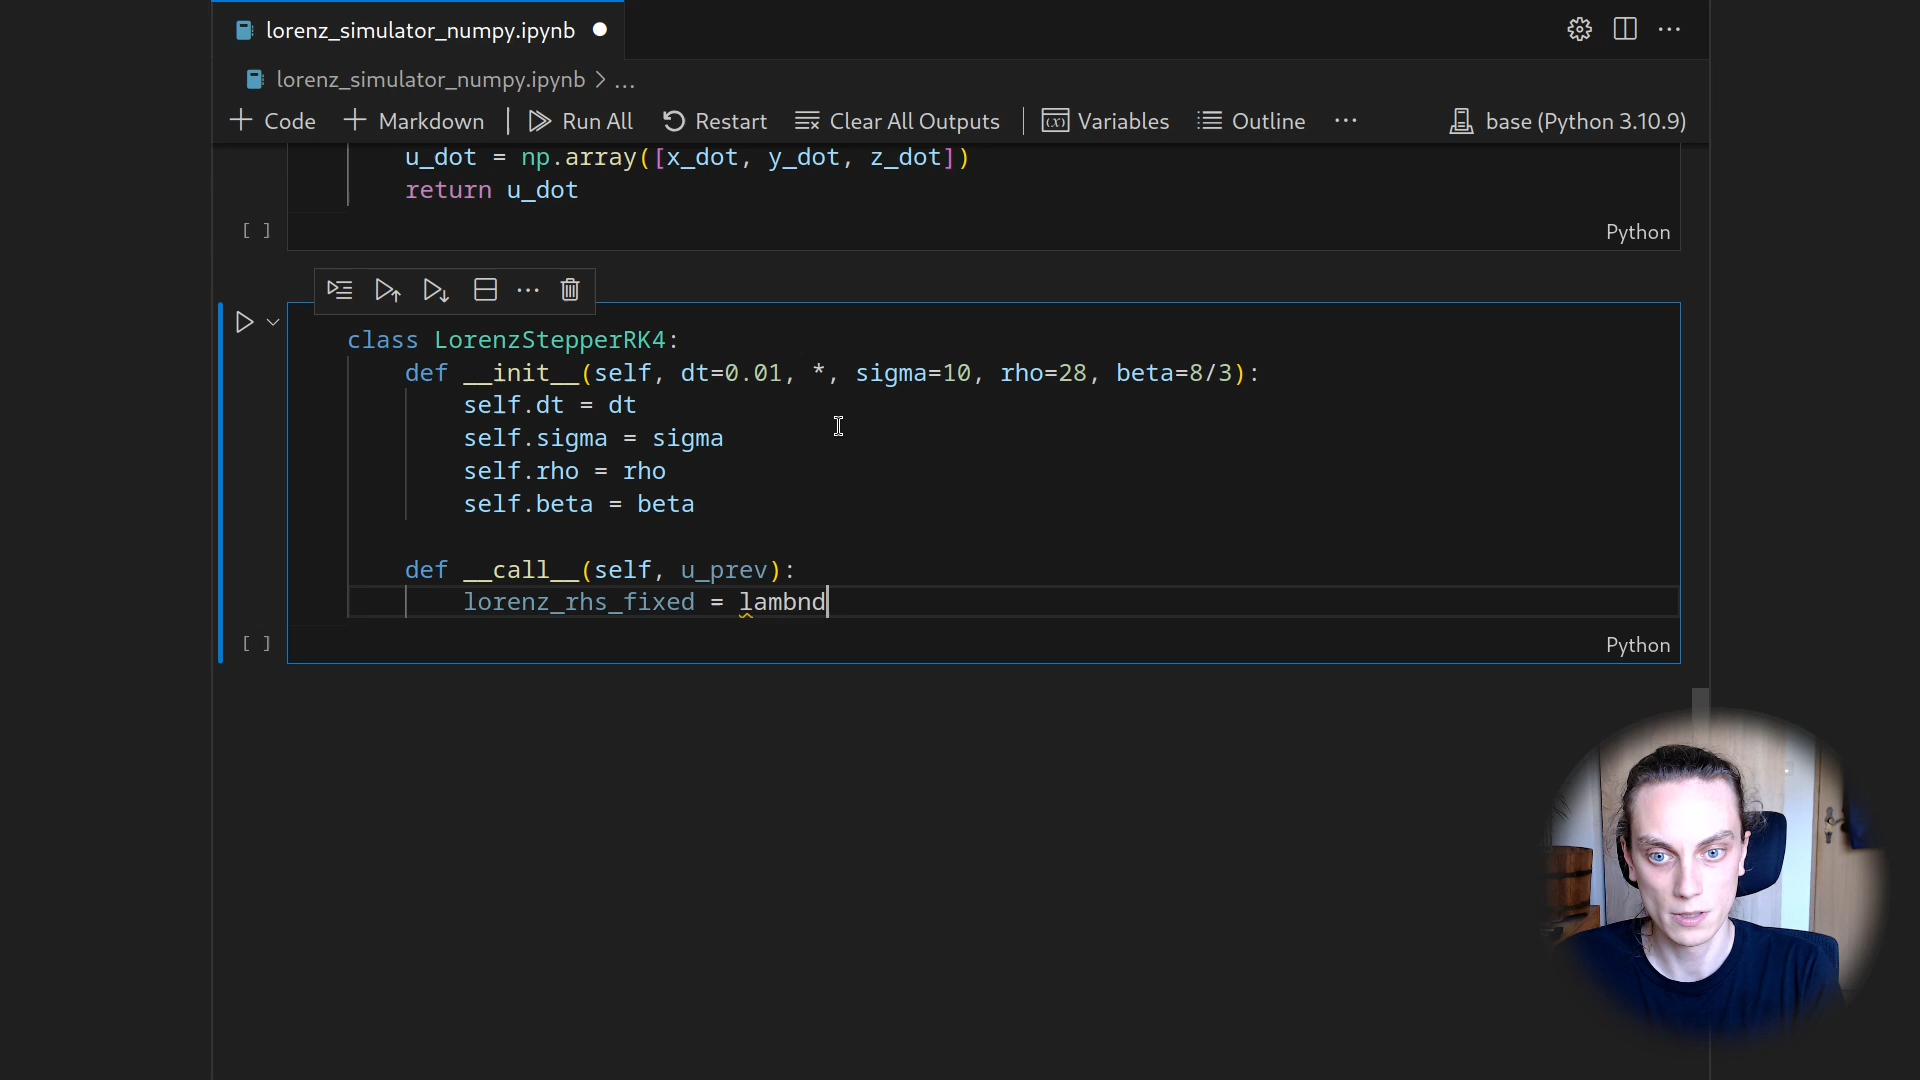 lorenz_simulator_numpy.ipynb
lorenz_simulator_numpy.ipynb > ...
+ Code + Markdown | Run All Restart Clear All Outputs | Variables Outline ... base (Python 3.10.9)
u_dot = np.array([x_dot, y_dot, z_dot])
return u_dot
[ ] Python
class LorenzStepperRK4:
def __init__(self, dt=0.01, *, sigma=10, rho=28, beta=8/3):
self.dt = dt
self.sigma = sigma
self.rho = rho
self.beta = beta
def __call__(self, u_prev):
lorenz_rhs_fixed = lambnd
[ ] Python